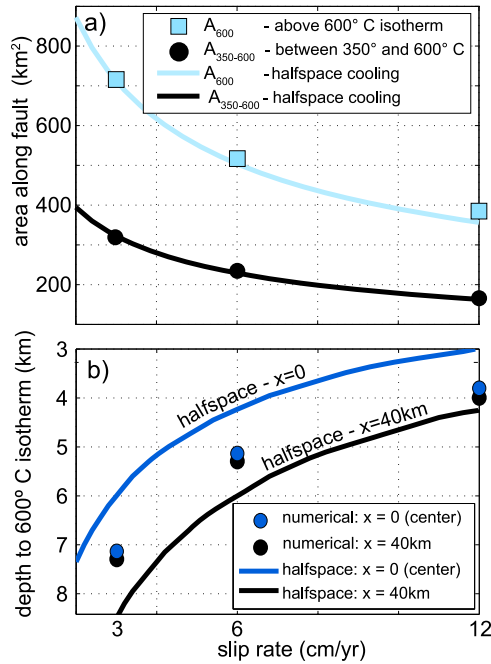 a)
A600 - above 600° C isotherm
A350-600 - between 350° and 600° C
A600 - halfspace cooling
A350-600 - halfspace cooling
area along fault (km2)
800
600
400
200
b)
depth to 600º C isotherm (km)
3
4
5
6
7
8
halfspace - x=0
halfspace - x=40km
numerical: x = 0 (center)
numerical: x = 40km
halfspace: x = 0 (center)
halfspace: x = 40km
3
6
12
slip rate (cm/yr)